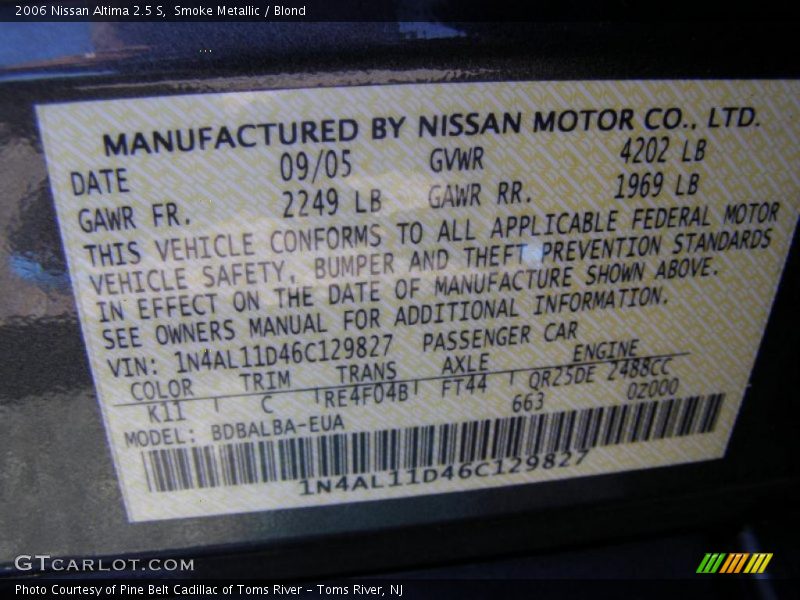 2006 Nissan Altima 2.5 S, Smoke Metallic / Blond
MANUFACTURED BY NISSAN MOTOR CO., LTD.
DATE 09/05 GVWR 4202 LB
GAWR FR. 2249 LB GAWR RR. 1969 LB
THIS VEHICLE CONFORMS TO ALL APPLICABLE FEDERAL MOTOR
VEHICLE SAFETY, BUMPER AND THEFT PREVENTION STANDARDS
IN EFFECT ON THE DATE OF MANUFACTURE SHOWN ABOVE.
SEE OWNERS MANUAL FOR ADDITIONAL INFORMATION.
VIN: 1N4AL11D46C129827 PASSENGER CAR
COLOR TRIM TRANS AXLE ENGINE
K11 C RE4F04B FT44 QR25DE 2488CC
MODEL: BDBALBA-EUA 663 02000
1N4AL11D46C129827
GTCARLOT.COM
Photo Courtesy of Pine Belt Cadillac of Toms River – Toms River, NJ